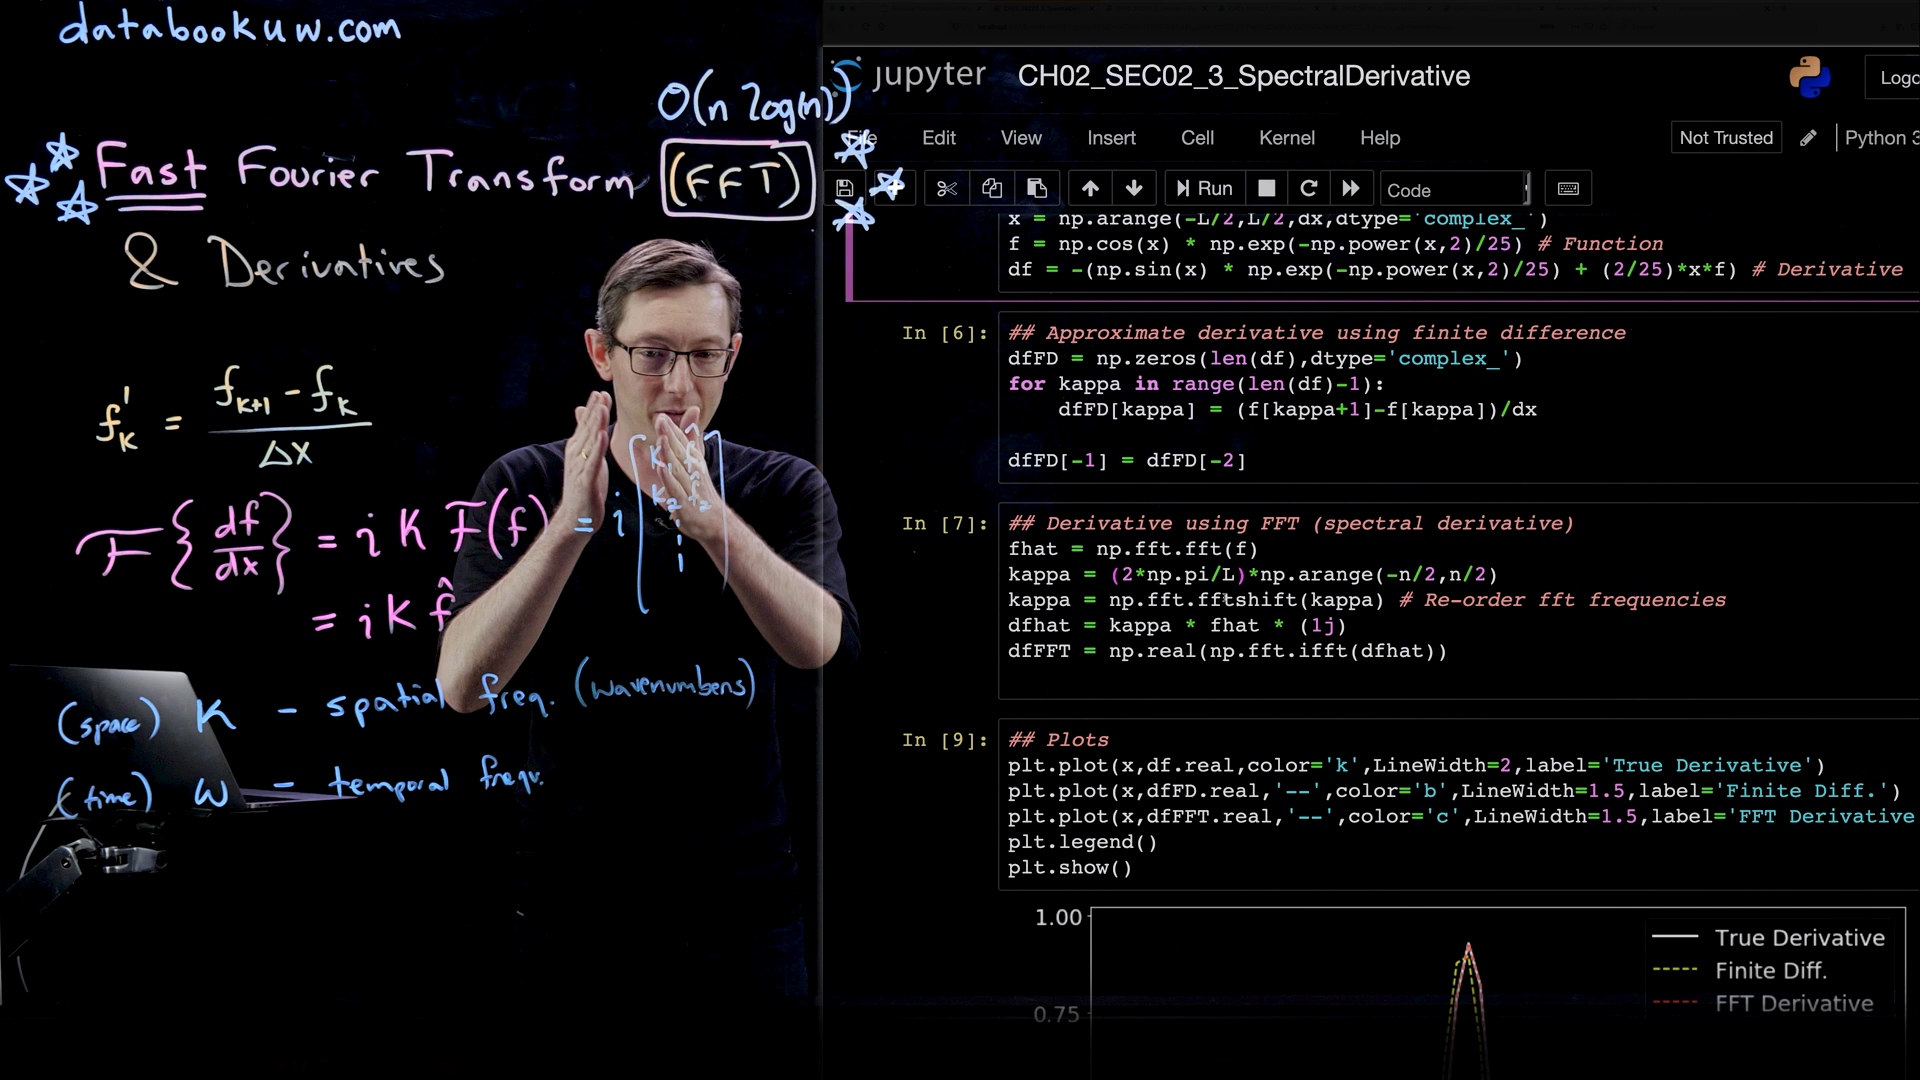 databookuw.com
O(n log(n))
Fast Fourier Transform (FFT)
& Derivatives
f'k = fk+1 - fk
Δx
F{df/dx} = i K F(f) = i [K1 f̂
K2 f̂2
= i K f̂
(space) K - spatial freq. (wavenumbers)
(time) ω - temporal freq.
jupyter CH02_SEC02_3_SpectralDerivative
File Edit View Insert Cell Kernel Help Not Trusted Python 3
Run Code
x = np.arange(-L/2,L/2,dx,dtype='complex_')
f = np.cos(x) * np.exp(-np.power(x,2)/25) # Function
df = -(np.sin(x) * np.exp(-np.power(x,2)/25) + (2/25)*x*f) # Derivative
In [6]: ## Approximate derivative using finite difference
dfFD = np.zeros(len(df),dtype='complex_')
for kappa in range(len(df)-1):
dfFD[kappa] = (f[kappa+1]-f[kappa])/dx
dfFD[-1] = dfFD[-2]
In [7]: ## Derivative using FFT (spectral derivative)
fhat = np.fft.fft(f)
kappa = (2*np.pi/L)*np.arange(-n/2,n/2)
kappa = np.fft.fftshift(kappa) # Re-order fft frequencies
dfhat = kappa * fhat * (1j)
dfFFT = np.real(np.fft.ifft(dfhat))
In [9]: ## Plots
plt.plot(x,df.real,color='k',LineWidth=2,label='True Derivative')
plt.plot(x,dfFD.real,'--',color='b',LineWidth=1.5,label='Finite Diff.')
plt.plot(x,dfFFT.real,'--',color='c',LineWidth=1.5,label='FFT Derivative
plt.legend()
plt.show()
1.00
True Derivative
Finite Diff.
FFT Derivative
0.75